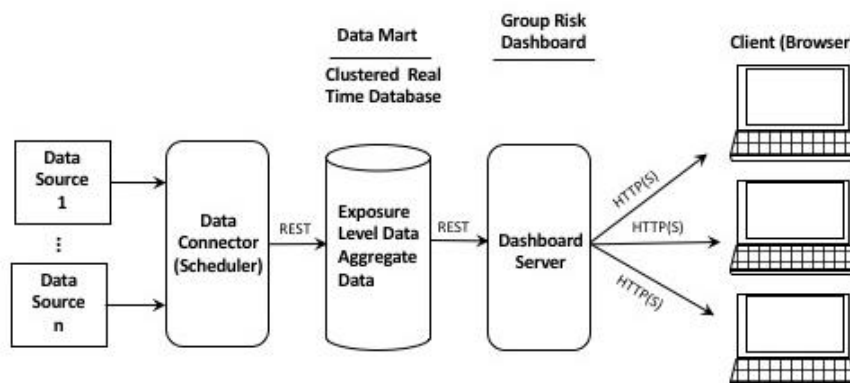 Data Mart
Clustered Real
Time Database
Group Risk
Dashboard
Client (Browser
Data
Source
1
...
Data
Source
n
Data
Connector
(Scheduler)
REST
Exposure
Level Data
Aggregate
Data
REST
Dashboard
Server
HTTP(S)
HTTP(S)
HTTP(S)